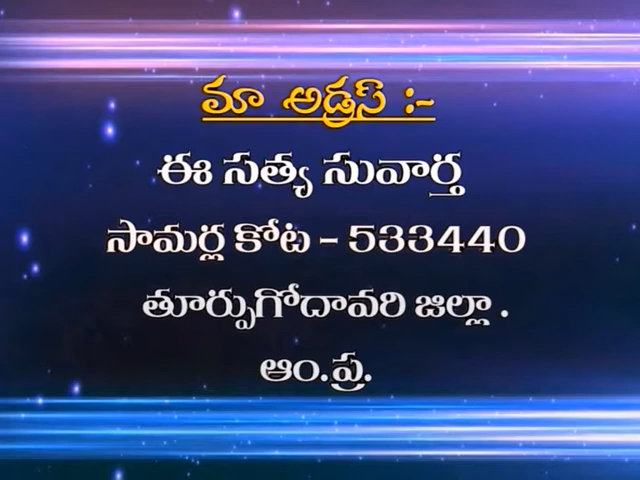 మా అడ్రస్ :-
ఈ సత్య సువార్త
సామర్ల కోట - 533440
తూర్పుగోదావరి జిల్లా .
ఆం.ప్ర.